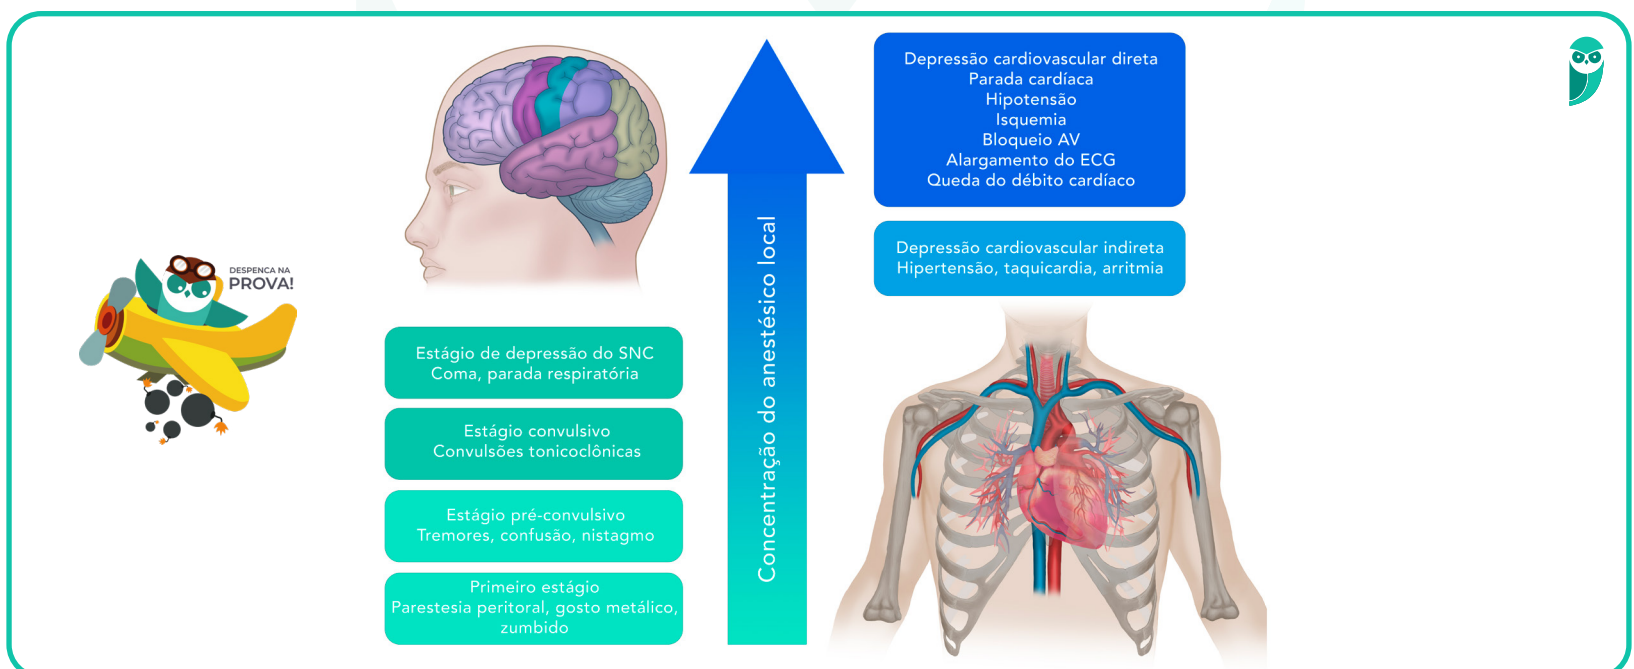 DESPENCA NA
PROVA!
Estágio de depressão do SNC
Coma, parada respiratória
Estágio convulsivo
Convulsões tonicoclônicas
Estágio pré-convulsivo
Tremores, confusão, nistagmo
Primeiro estágio
Parestesia peritoral, gosto metálico,
zumbido
Concentração do anestésico local
Depressão cardiovascular direta
Parada cardíaca
Hipotensão
Isquemia
Bloqueio AV
Alargamento do ECG
Queda do débito cardíaco
Depressão cardiovascular indireta
Hipertensão, taquicardia, arritmia